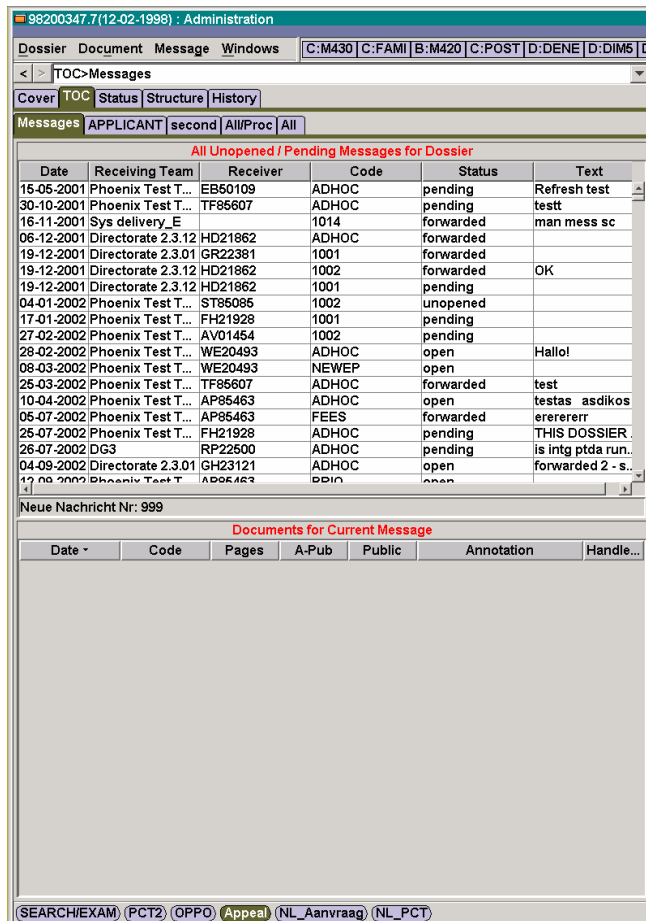 98200347.7(12-02-1998) : Administration
Dossier Document Message Windows C:M430 C:FAMI B:M420 C:POST D:DENE D:DIM5
< > TOC>Messages
Cover TOC Status Structure History
Messages APPLICANT second All/Proc All
All Unopened / Pending Messages for Dossier
Date Receiving Team Receiver Code Status Text
15-05-2001 Phoenix Test T... EB50109 ADHOC pending Refresh test
30-10-2001 Phoenix Test T... TF85607 ADHOC pending testt
16-11-2001 Sys delivery_E 1014 forwarded man mess sc
06-12-2001 Directorate 2.3.12 HD21862 ADHOC forwarded
19-12-2001 Directorate 2.3.01 GR22381 1001 forwarded
19-12-2001 Directorate 2.3.12 HD21862 1002 forwarded OK
19-12-2001 Directorate 2.3.12 HD21862 1001 pending
04-01-2002 Phoenix Test T... ST85085 1002 unopened
17-01-2002 Phoenix Test T... FH21928 1001 pending
27-02-2002 Phoenix Test T... AV01454 1002 pending
28-02-2002 Phoenix Test T... WE20493 ADHOC open Hallo!
08-03-2002 Phoenix Test T... WE20493 NEWEP open
25-03-2002 Phoenix Test T... TF85607 ADHOC forwarded test
10-04-2002 Phoenix Test T... AP85463 ADHOC open testas asdikos
05-07-2002 Phoenix Test T... AP85463 FEES forwarded erererer
25-07-2002 Phoenix Test T... FH21928 ADHOC pending THIS DOSSIER .
26-07-2002 DG3 RP22500 ADHOC pending is intg ptda run..
04-09-2002 Directorate 2.3.01 GH23121 ADHOC open forwarded 2 - s..
12-09-2002 Phoenix Test T... AP85463 PRIO open
Neue Nachricht Nr: 999
Documents for Current Message
Date Code Pages A-Pub Public Annotation Handle...
SEARCH/EXAM PCT2 OPPO Appeal NL_Aanvraag NL_PCT